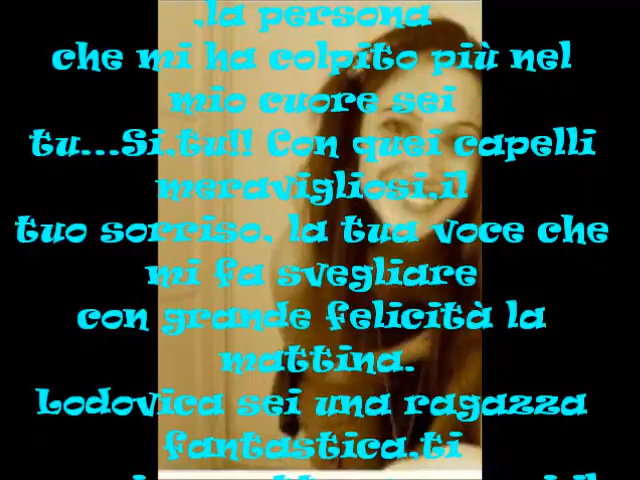 ,la persona
che mi ha colpito più nel
mio cuore sei
tu...Si,tu!! Con quei capelli
meravigliosi,il
tuo sorriso, la tua voce che
mi fa svegliare
con grande felicità la
mattina.
Lodovica sei una ragazza
fantastica,ti